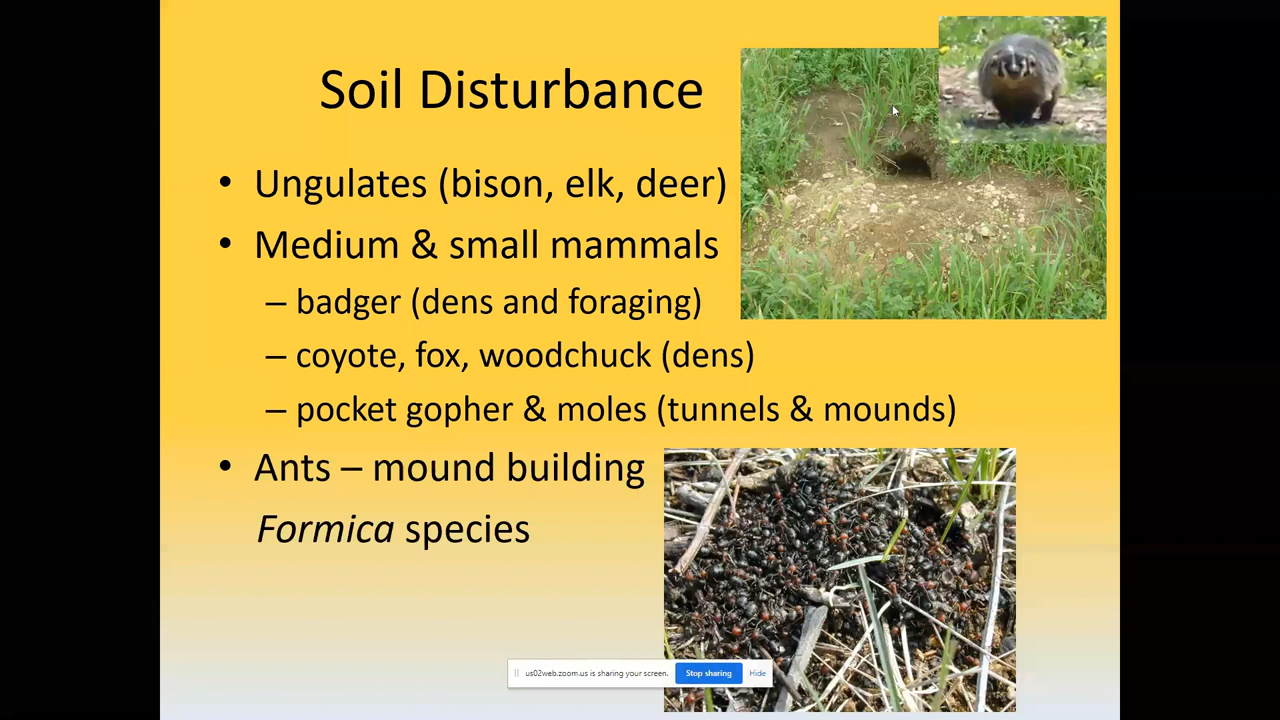 Soil Disturbance
• Ungulates (bison, elk, deer)
• Medium & small mammals
– badger (dens and foraging)
– coyote, fox, woodchuck (dens)
– pocket gopher & moles (tunnels & mounds)
• Ants – mound building
Formica species
us02web.zoom.us is sharing your screen. Stop sharing Hide